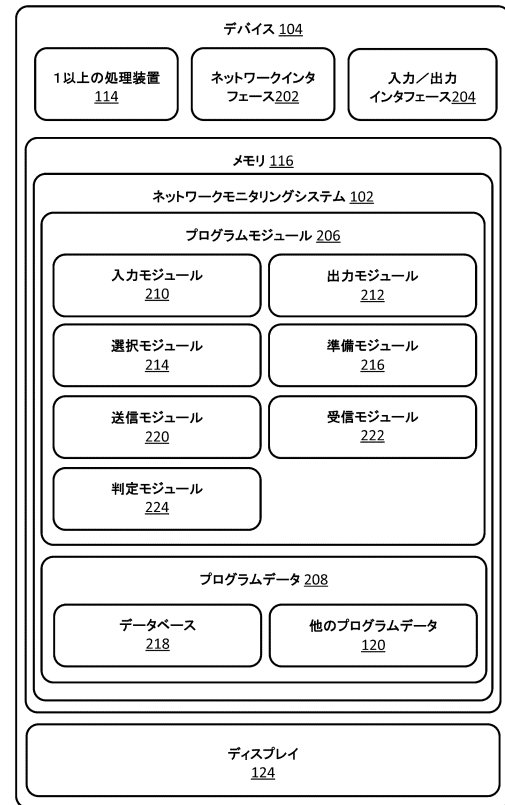 デバイス 104
1以上の処理装置
114
ネットワークインタ
フェース202
入力／出力
インタフェース204
メモリ 116
ネットワークモニタリングシステム 102
プログラムモジュール 206
入力モジュール
210
出力モジュール
212
選択モジュール
214
準備モジュール
216
送信モジュール
220
受信モジュール
222
判定モジュール
224
プログラムデータ 208
データベース
218
他のプログラムデータ
120
ディスプレイ
124